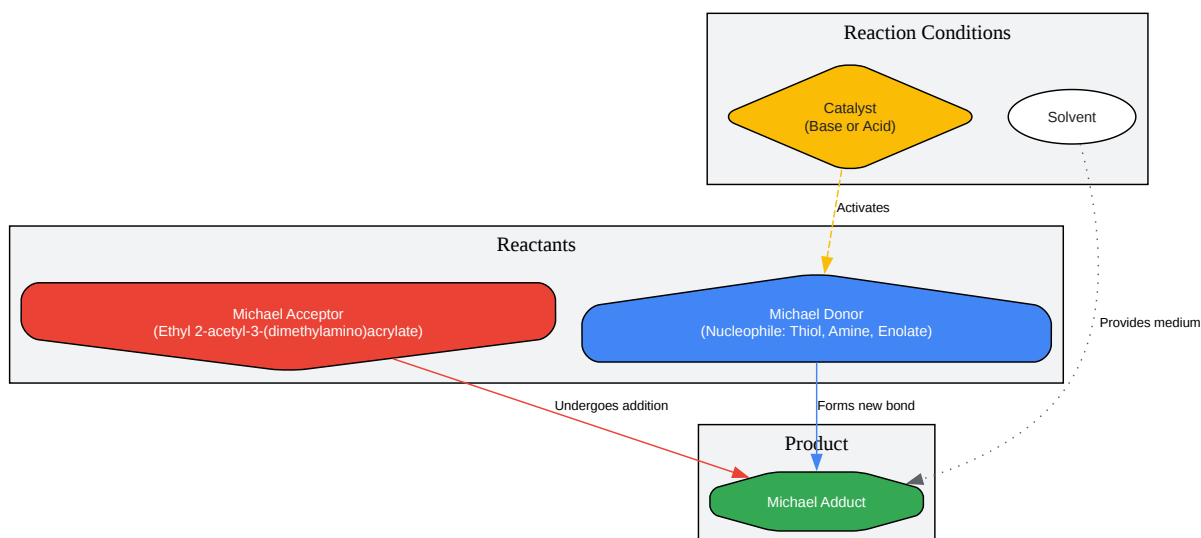 Reaction Conditions
Catalyst
(Base or Acid)
Solvent
Activates
Reactants
Michael Acceptor
(Ethyl 2-acetyl-3-(dimethylamino)acrylate)
Michael Donor
(Nucleophile: Thiol, Amine, Enolate)
Provides medium
Undergoes addition
Forms new bond
Product
Michael Adduct